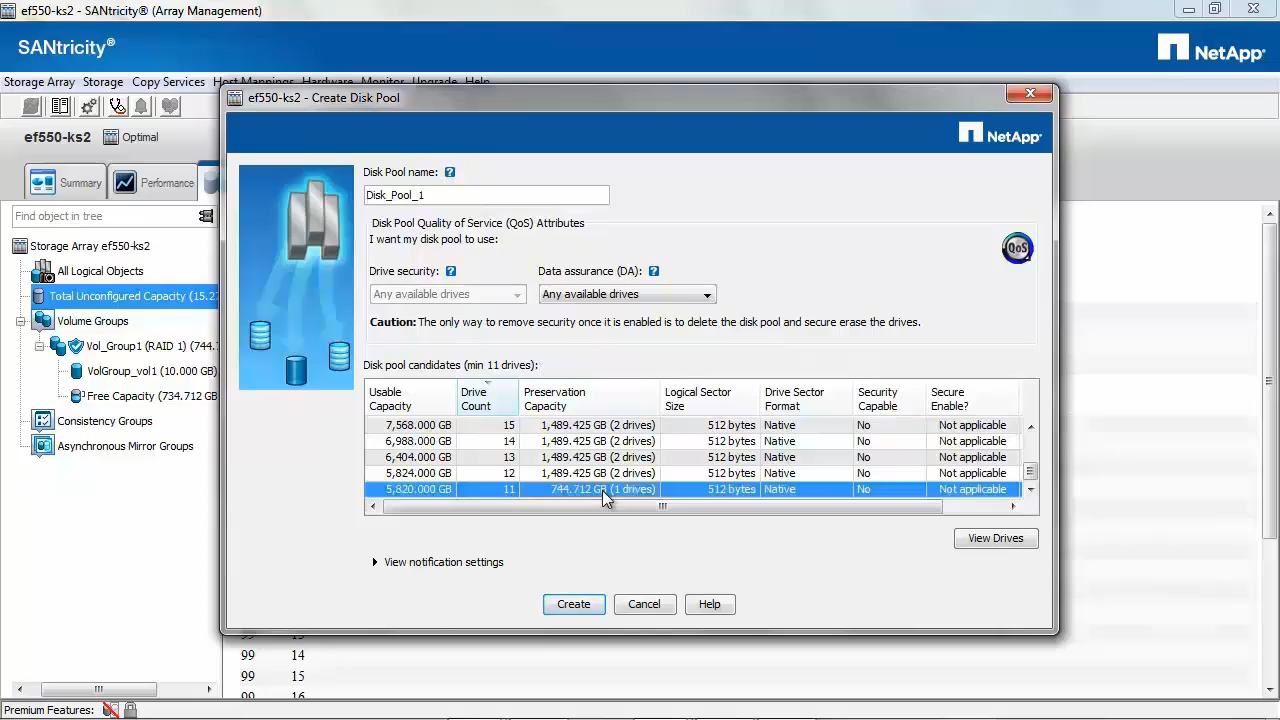 ef550-ks2 - SANtricity® (Array Management)
SANtricity®
NetApp®
Storage Array Storage Copy Services Host Mappings Hardware Monitor Upgrade Help
ef550-ks2 - Create Disk Pool
NetApp®
ef550-ks2 Optimal
Summary Performance
Find object in tree
Storage Array ef550-ks2
All Logical Objects
Total Unconfigured Capacity (15.27
Volume Groups
Vol_Group1 (RAID 1) (744.7
VolGroup_vol1 (10.000 GB)
Free Capacity (734.712 GB
Consistency Groups
Asynchronous Mirror Groups
Disk Pool name: ?
Disk_Pool_1
Disk Pool Quality of Service (QoS) Attributes
I want my disk pool to use:
QoS
Drive security: ? Data assurance (DA): ?
Any available drives Any available drives
Caution: The only way to remove security once it is enabled is to delete the disk pool and secure erase the drives.
Disk pool candidates (min 11 drives):
Usable Capacity Drive Count Preservation Capacity Logical Sector Size Drive Sector Format Security Capable Secure Enable?
7,568.000 GB 15 1,489.425 GB (2 drives) 512 bytes Native No Not applicable
6,988.000 GB 14 1,489.425 GB (2 drives) 512 bytes Native No Not applicable
6,404.000 GB 13 1,489.425 GB (2 drives) 512 bytes Native No Not applicable
5,824.000 GB 12 1,489.425 GB (2 drives) 512 bytes Native No Not applicable
5,820.000 GB 11 744.712 GB (1 drives) 512 bytes Native No Not applicable
View Drives
View notification settings
Create Cancel Help
99 14
99 15
99 16
Premium Features: